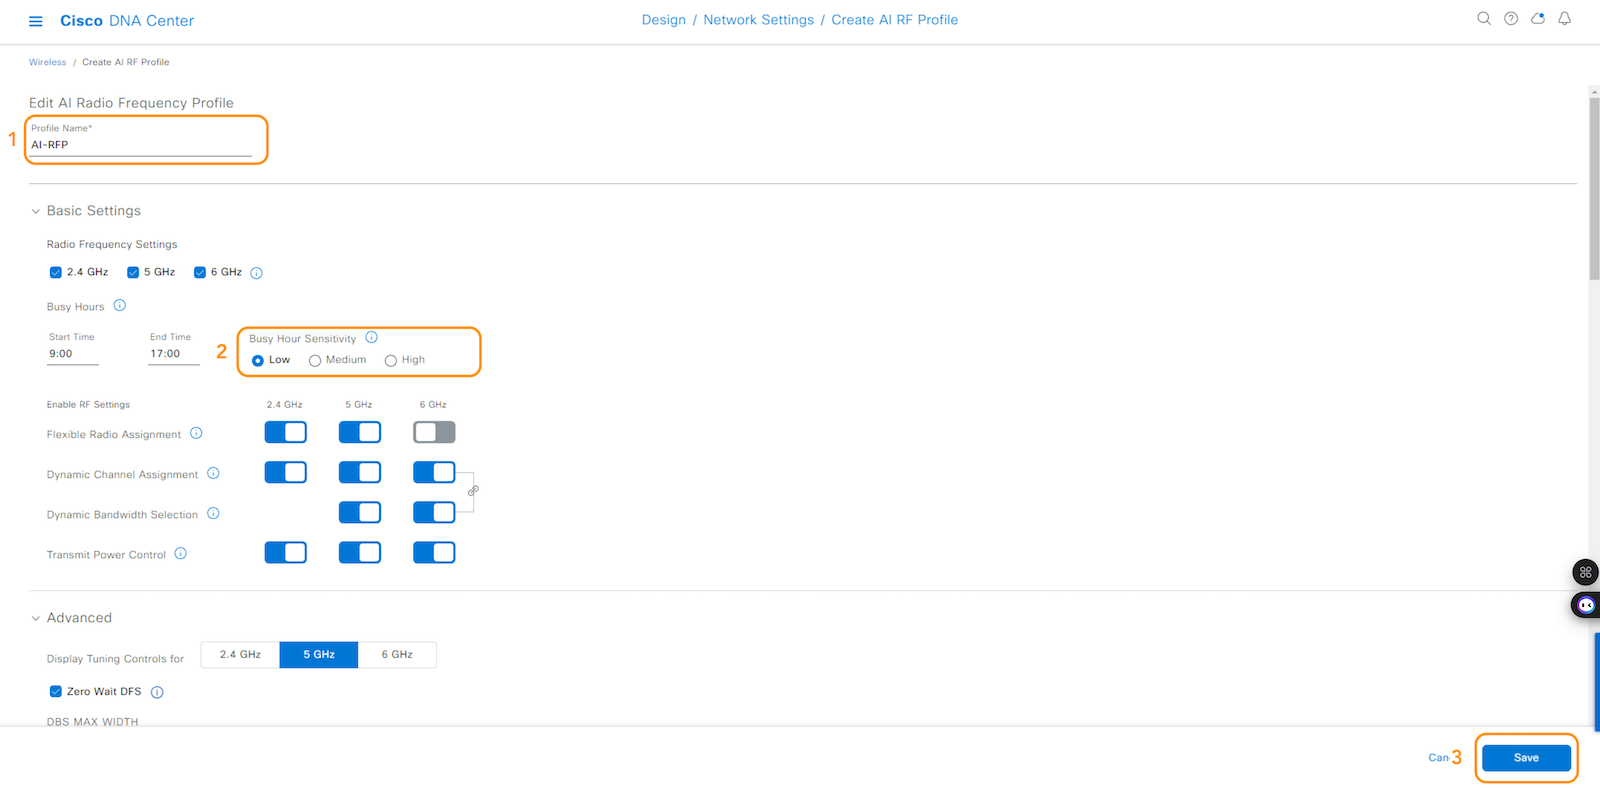 Cisco DNA Center
Design / Network Settings / Create AI RF Profile
Wireless / Create AI RF Profile
Edit AI Radio Frequency Profile
1
Profile Name*
AI-RFP
Basic Settings
Radio Frequency Settings
2.4 GHz 5 GHz 6 GHz
Busy Hours
Start Time End Time
9:00 17:00
2
Busy Hour Sensitivity
Low Medium High
Enable RF Settings 2.4 GHz 5 GHz 6 GHz
Flexible Radio Assignment
Dynamic Channel Assignment
Dynamic Bandwidth Selection
Transmit Power Control
Advanced
Display Tuning Controls for 2.4 GHz 5 GHz 6 GHz
Zero Wait DFS
DBS MAX WIDTH
Can 3 Save